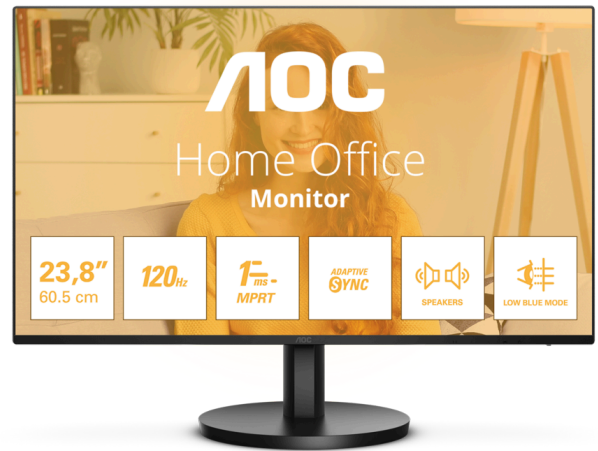 AOC
Home Office
Monitor
23,8”
60.5 cm
120Hz
1ms
MPRT
ADAPTIVE
SYNC
SPEAKERS
LOW BLUE MODE
AOC